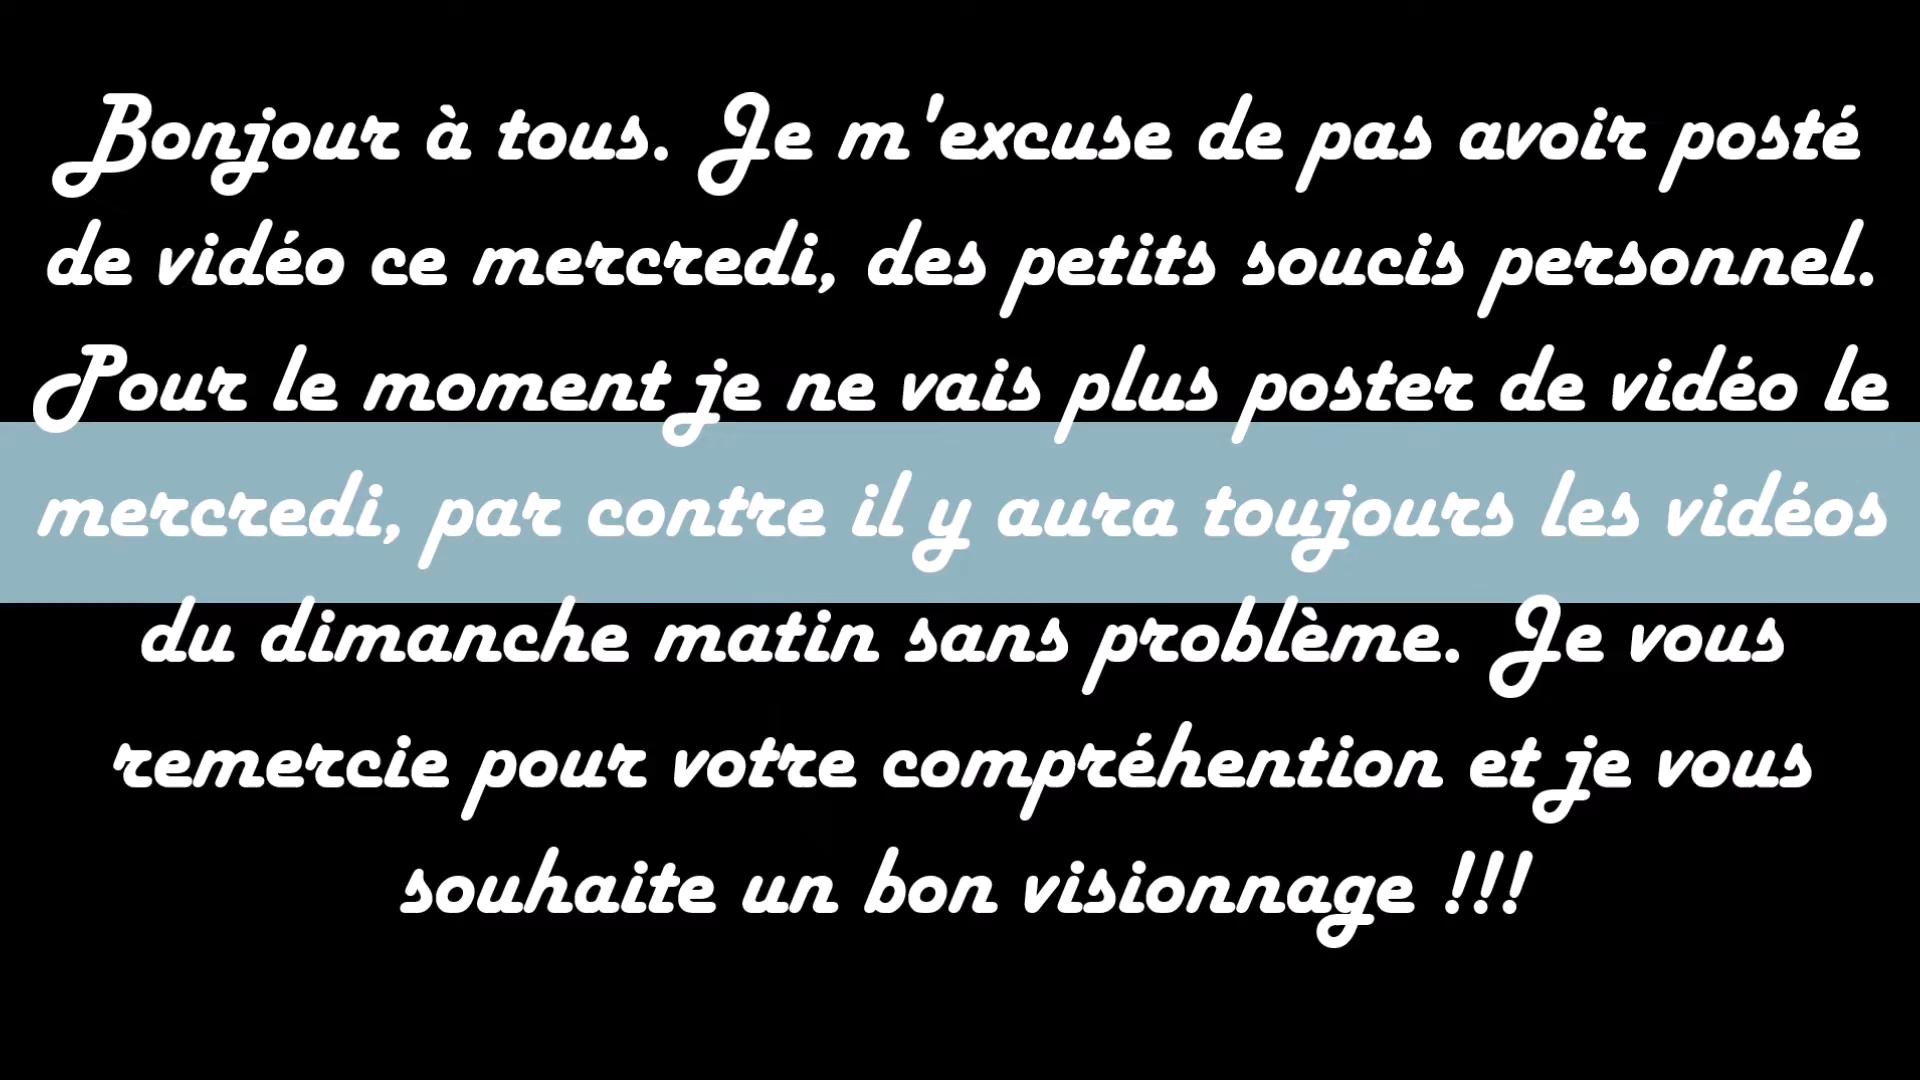 Bonjour à tous. Je m'excuse de pas avoir posté
de vidéo ce mercredi, des petits soucis personnel.
Pour le moment je ne vais plus poster de vidéo le
mercredi, par contre il y aura toujours les vidéos
du dimanche matin sans problème. Je vous
remercie pour votre compréhention et je vous
souhaite un bon visionnage !!!